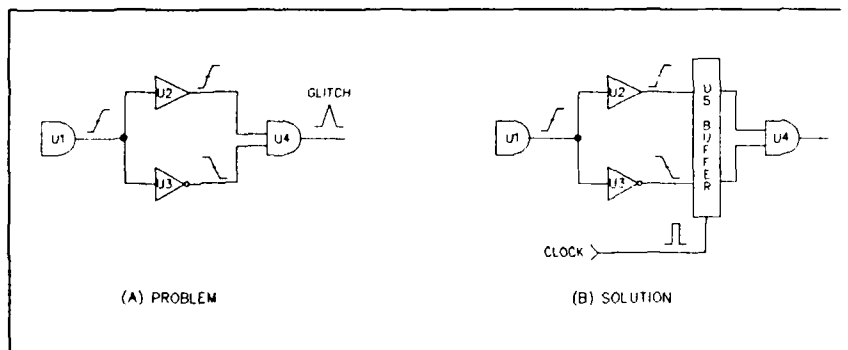 U1
U2
U3
U4
GLITCH
(A) PROBLEM
U1
U2
U3
U5 BUFFER
U4
CLOCK
(B) SOLUTION